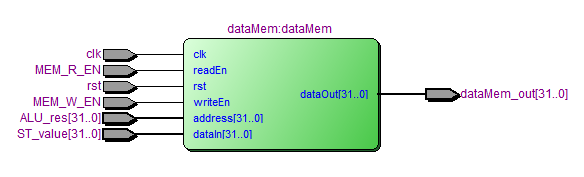 dataMem:dataMem
clk
MEM_R_EN
rst
MEM_W_EN
ALU_res[31..0]
ST_value[31..0]
clk
readEn
rst
writeEn
address[31..0]
dataIn[31..0]
dataOut[31..0]
dataMem_out[31..0]